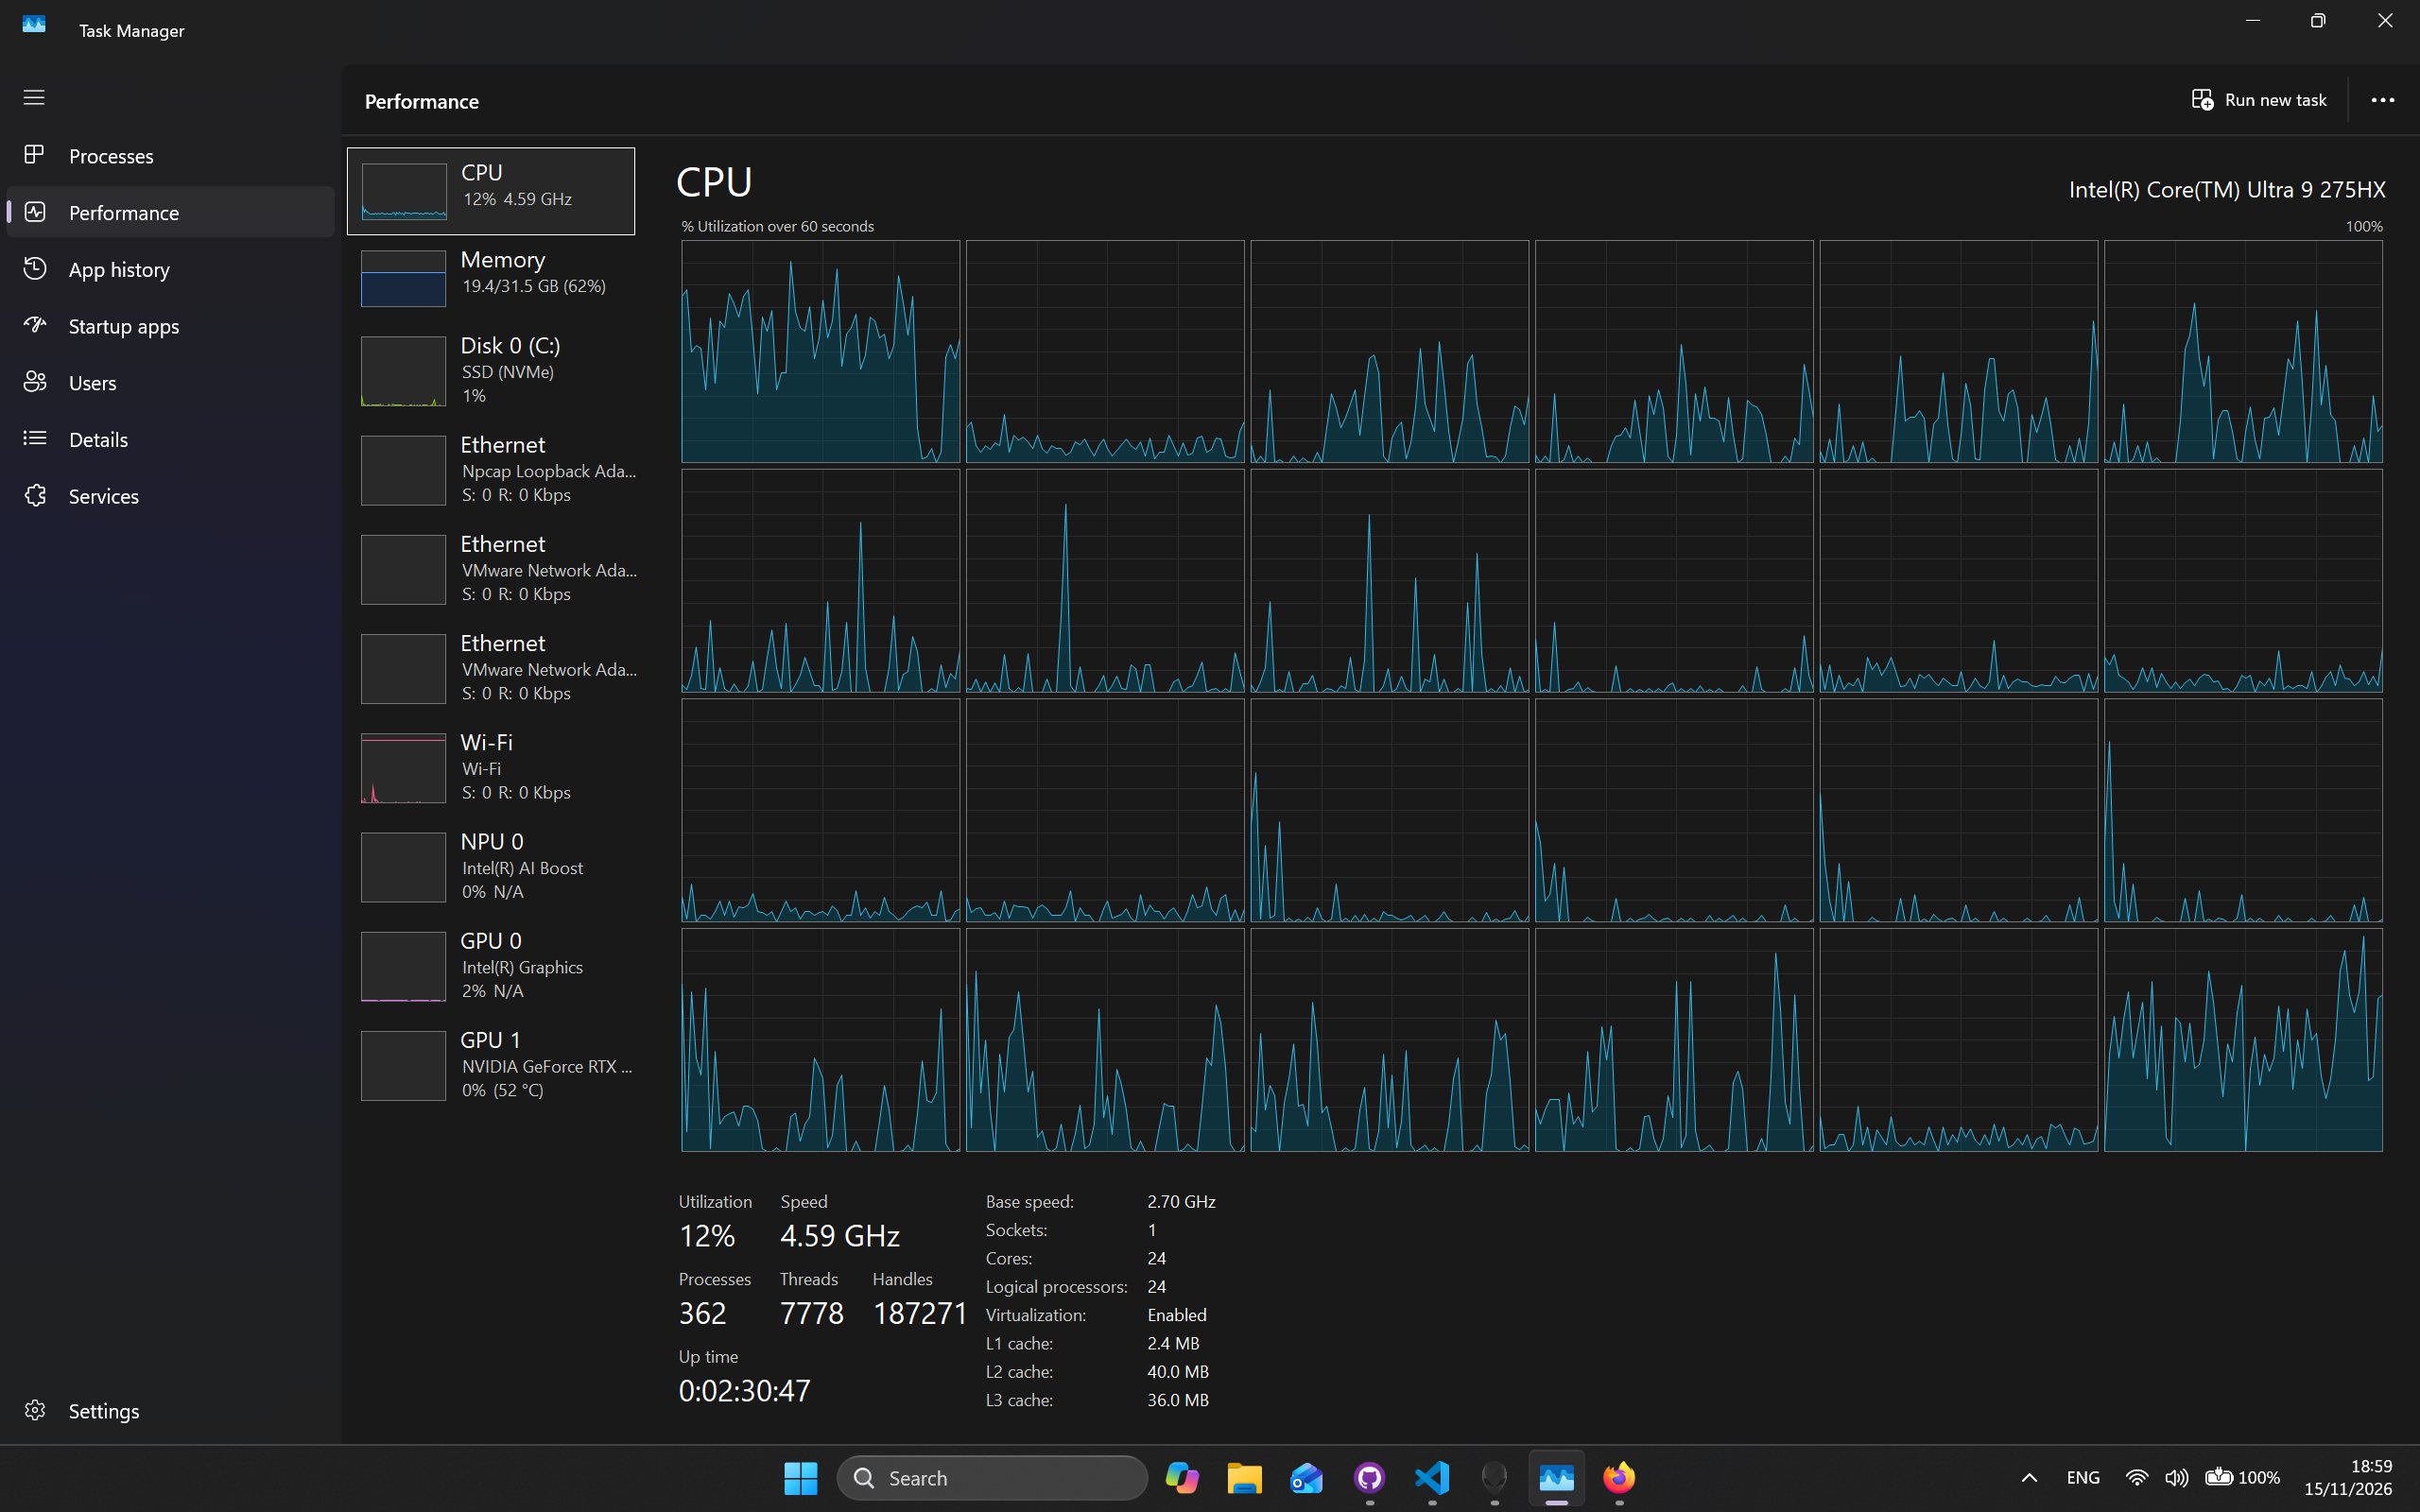 Task Manager
Performance
Run new task
Processes
Performance
App history
Startup apps
Users
Details
Services
Settings
CPU
12% 4.59 GHz
Memory
19.4/31.5 GB (62%)
Disk 0 (C:)
SSD (NVMe)
1%
Ethernet
Npcap Loopback Ada...
S: 0 R: 0 Kbps
Ethernet
VMware Network Ada...
S: 0 R: 0 Kbps
Ethernet
VMware Network Ada...
S: 0 R: 0 Kbps
Wi-Fi
Wi-Fi
S: 0 R: 0 Kbps
NPU 0
Intel(R) AI Boost
0% N/A
GPU 0
Intel(R) Graphics
2% N/A
GPU 1
NVIDIA GeForce RTX ...
0% (52 °C)
CPU
Intel(R) Core(TM) Ultra 9 275HX
% Utilization over 60 seconds
100%
Utilization Speed
12% 4.59 GHz
Processes Threads Handles
362 7778 187271
Up time
0:02:30:47
Base speed: 2.70 GHz
Sockets: 1
Cores: 24
Logical processors: 24
Virtualization: Enabled
L1 cache: 2.4 MB
L2 cache: 40.0 MB
L3 cache: 36.0 MB
Search
ENG
100%
18:59
15/11/2026